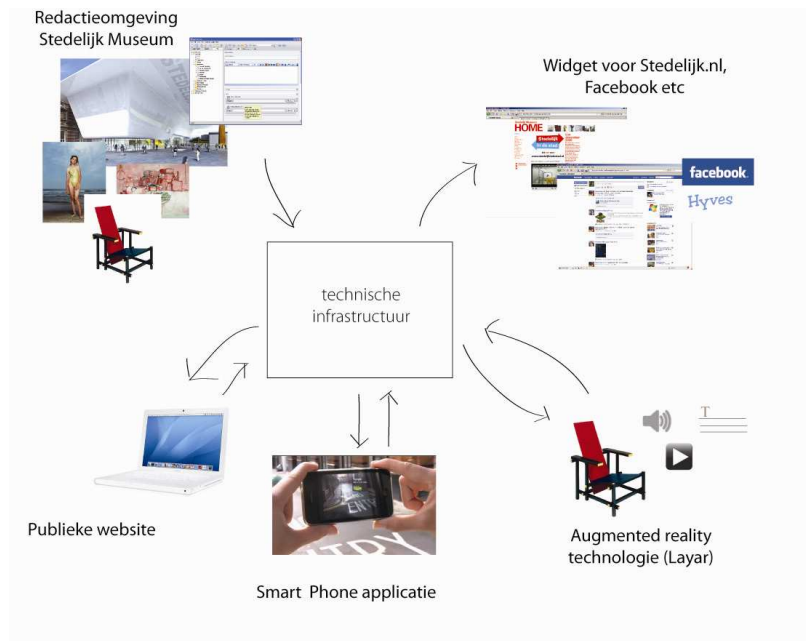 Redactieomgeving
Stedelijk Museum
Widget voor Stedelijk.nl,
Facebook etc
HOME
facebook
Hyves
technische
infrastructuur
T
Publieke website
Smart Phone applicatie
Augmented reality
technologie (Layar)